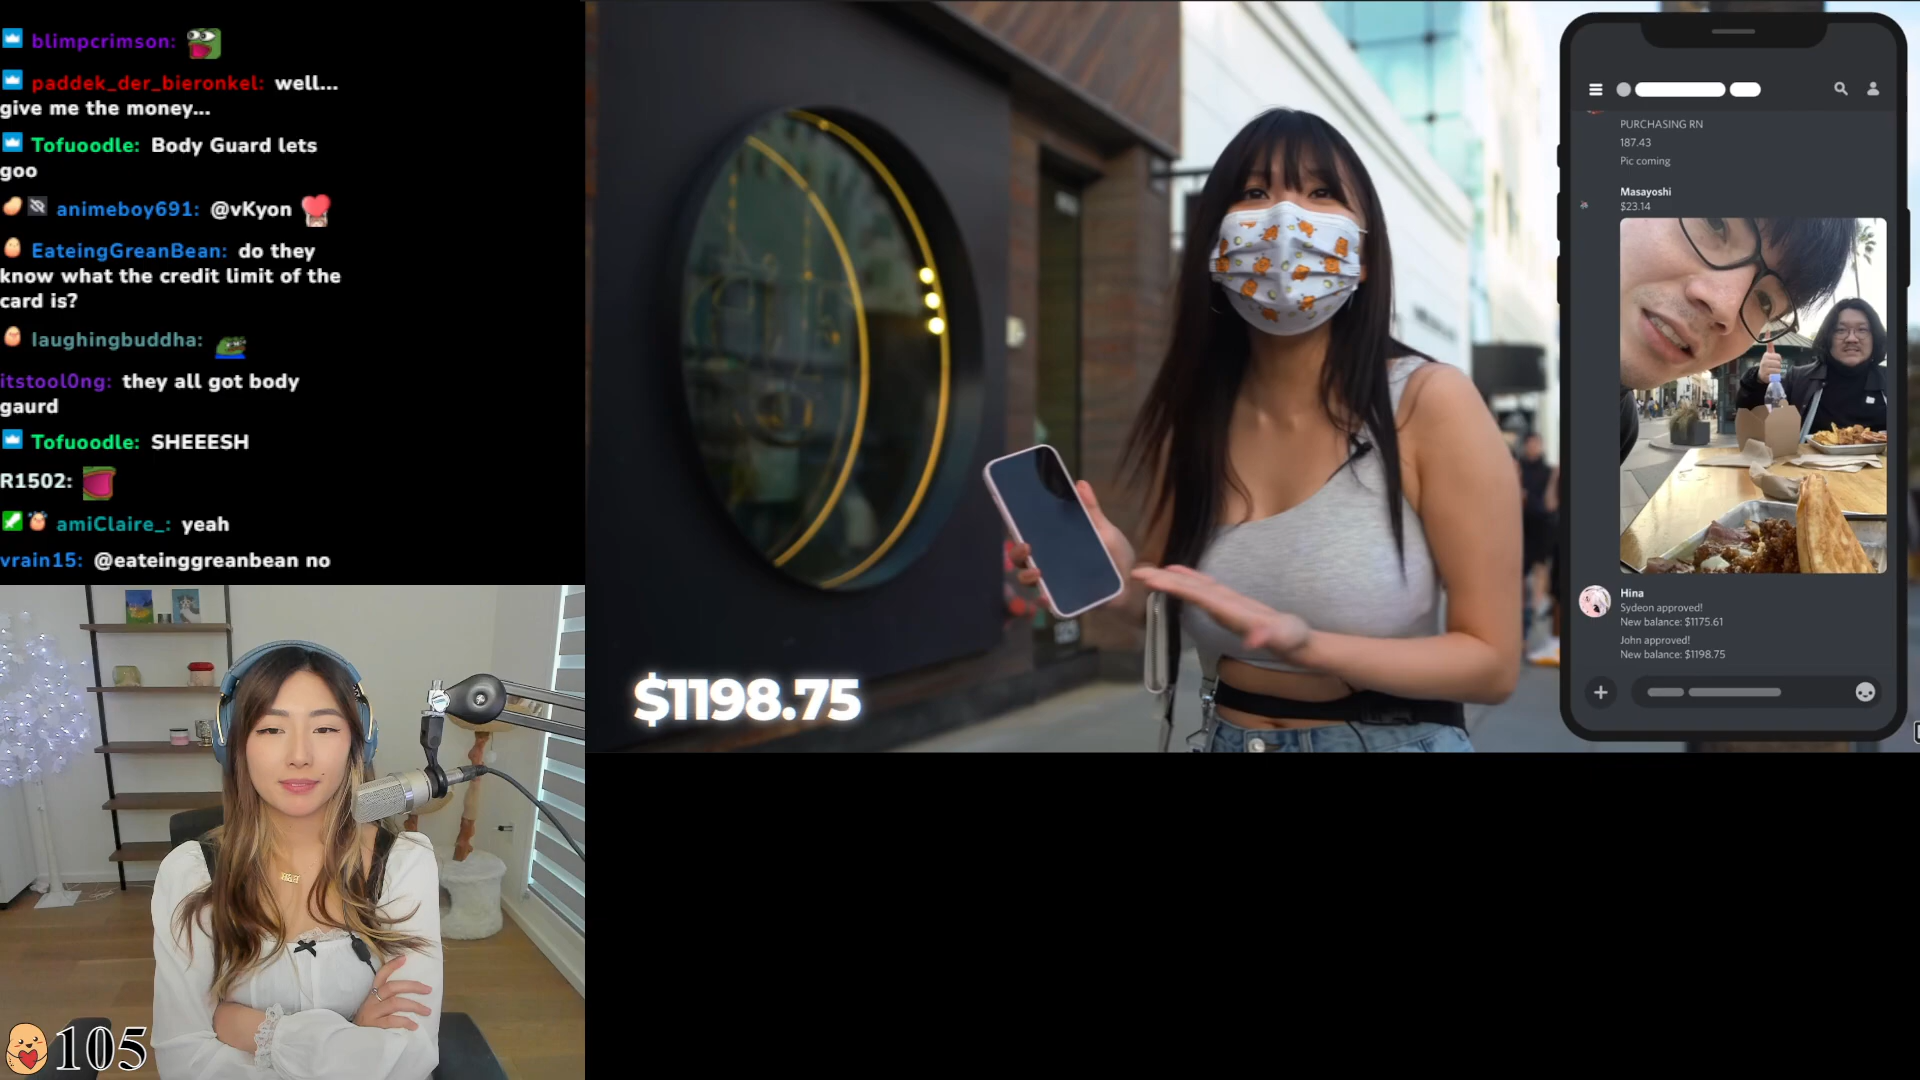 blimpcrimson:
paddek_der_bieronkel: well...
give me the money...
Tofuoodle: Body Guard lets
goo
animeboy691: @vKyon
EateingGreanBean: do they
know what the credit limit of the
card is?
laughingbuddha:
itstool0ng: they all got body
gaurd
Tofuoodle: SHEEESH
R1502:
amiClaire_: yeah
vrain15: @eateinggreanbean no
105
$1198.75
PURCHASING RN
187.43
Pic coming
Masayoshi
$23.14
Hina
Sydeon approved!
New balance: $1175.61
John approved!
New balance: $1198.75